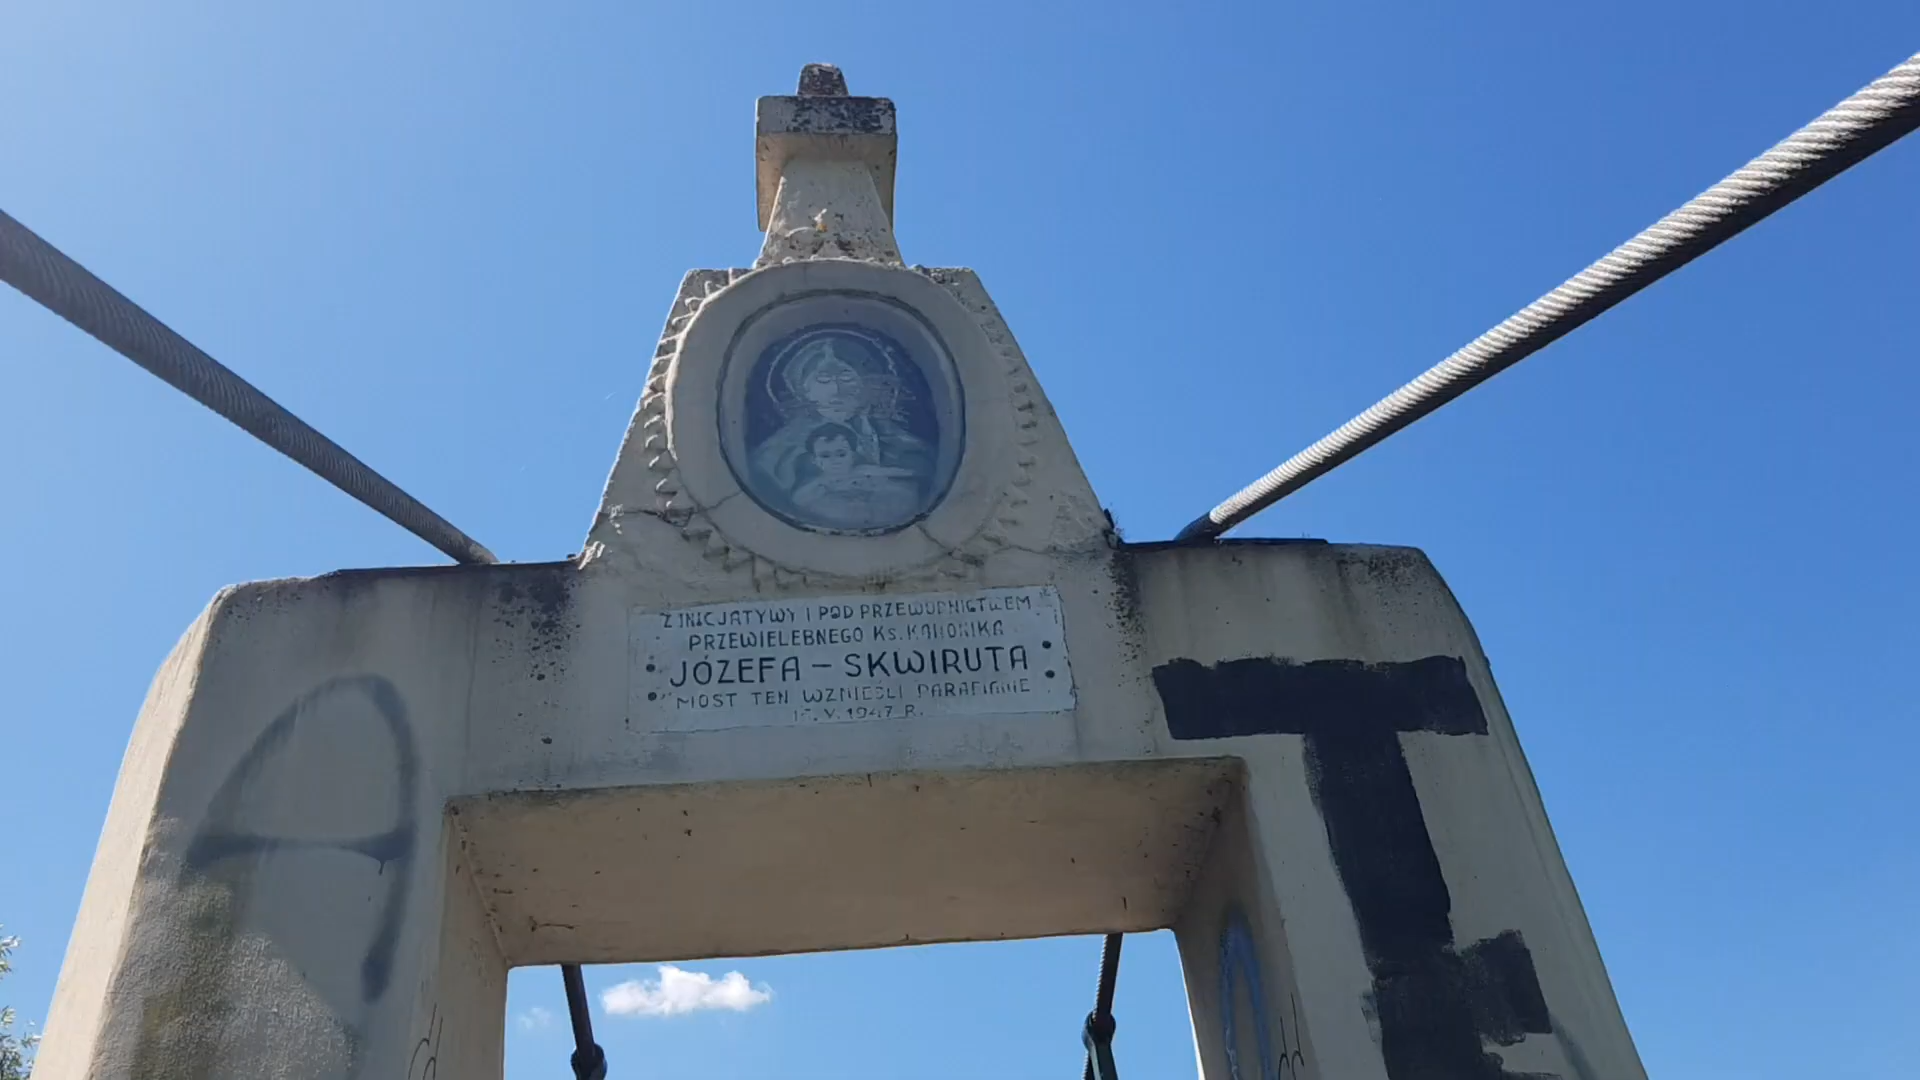 Z INICJATYWY I POD PRZEWODNICTWEM
PRZEWIELEBNEGO KS. KANONIKA
JÓZEFA – SKWIRUTA
MOST TEN WZNIEŚLI PARAFIANIE
V. 1947 R.
A